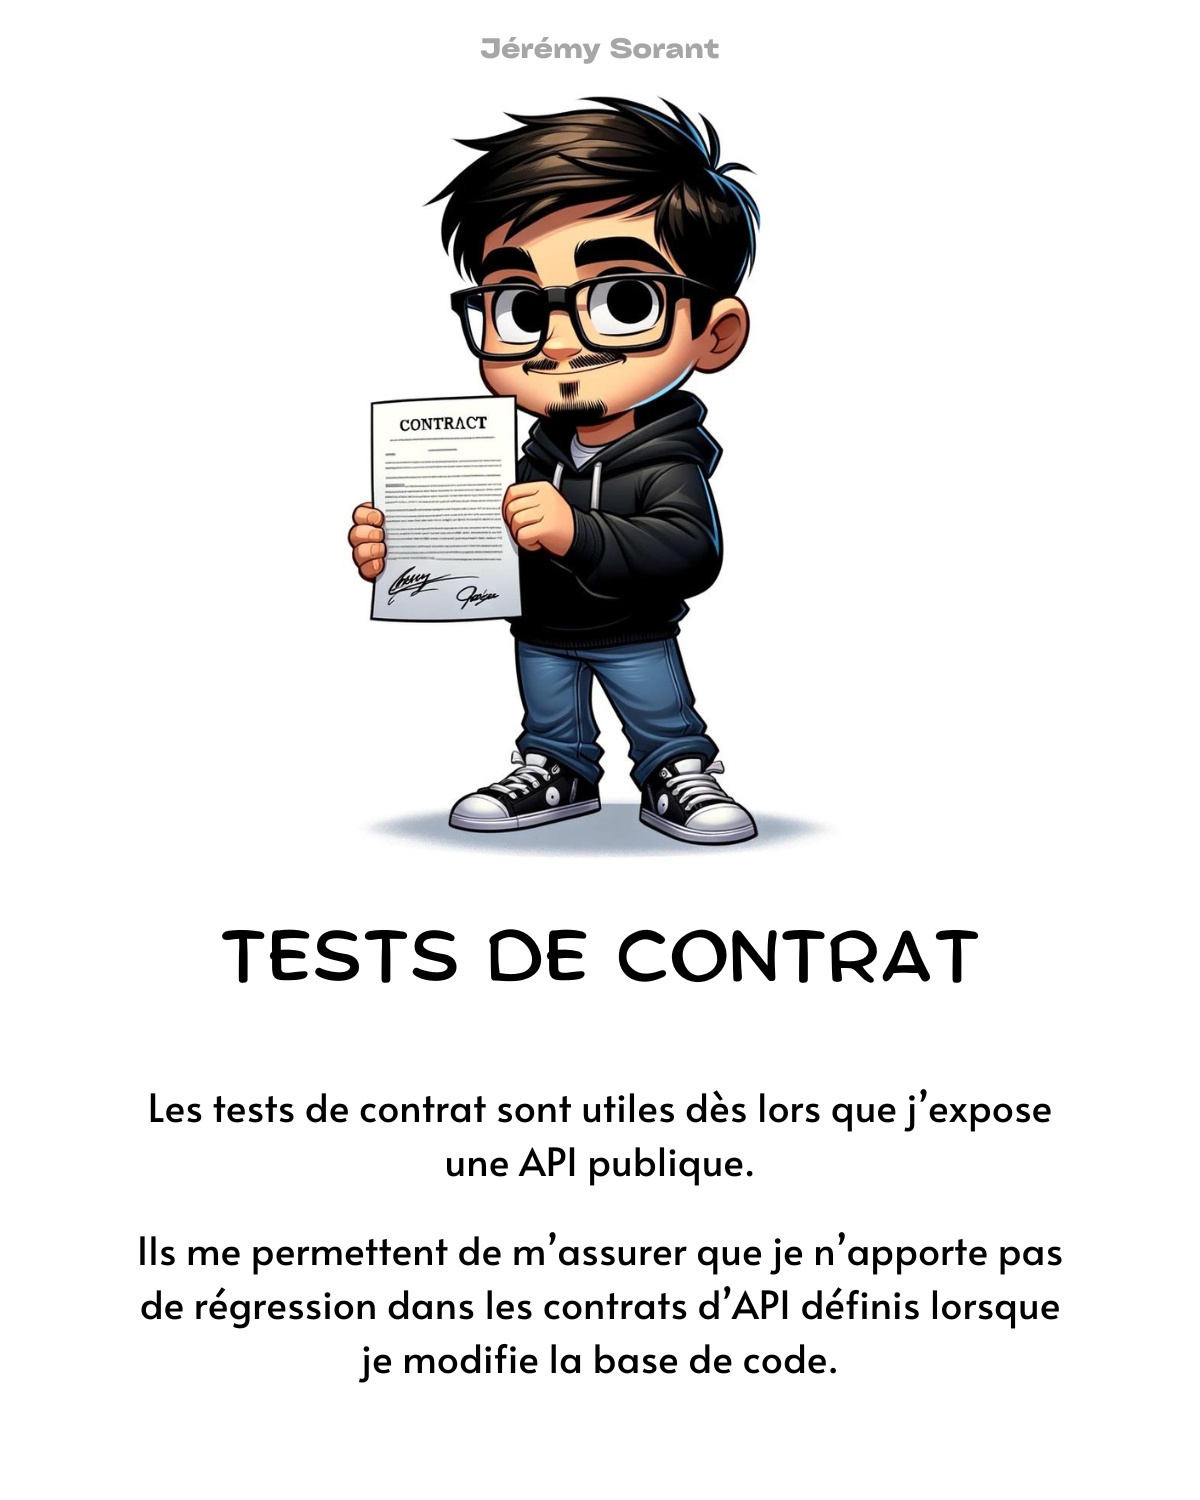 Jérémy Sorant
CONTRACT
TESTS DE CONTRAT
Les tests de contrat sont utiles dès lors que j’expose
une API publique.
Ils me permettent de m’assurer que je n’apporte pas
de régression dans les contrats d’API définis lorsque
je modifie la base de code.